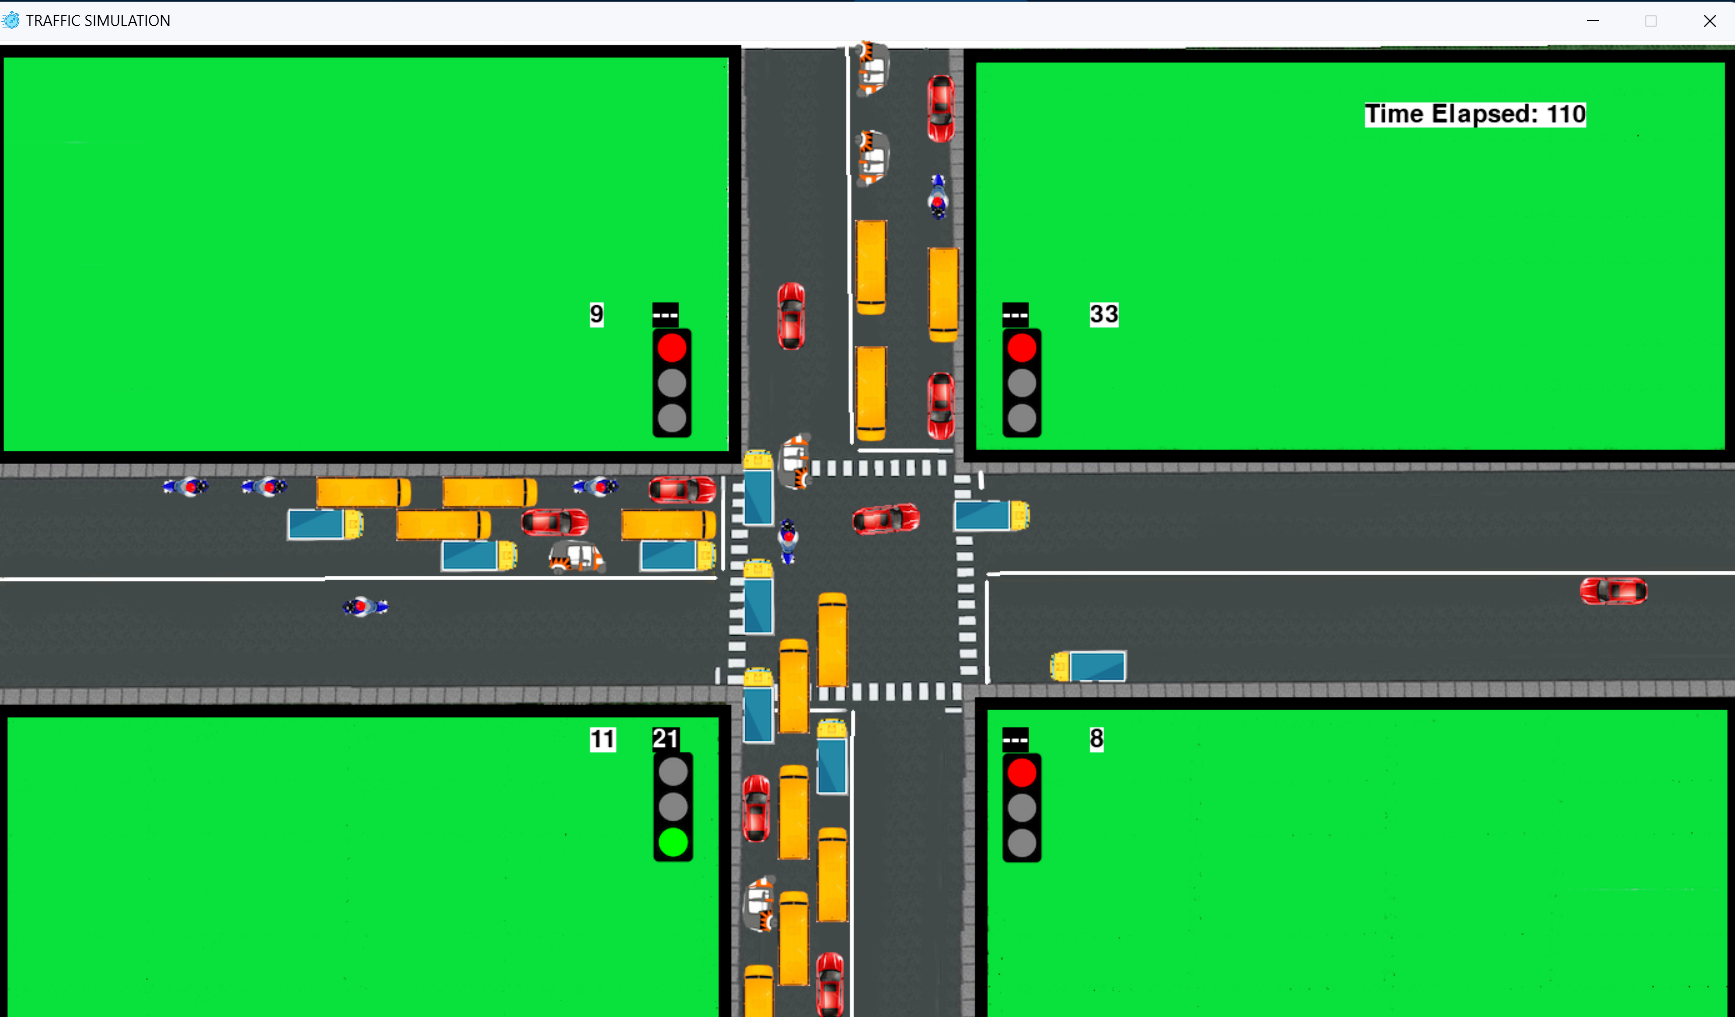 TRAFFIC SIMULATION
Time Elapsed: 110
9 --- --- 33
11 21 --- 8